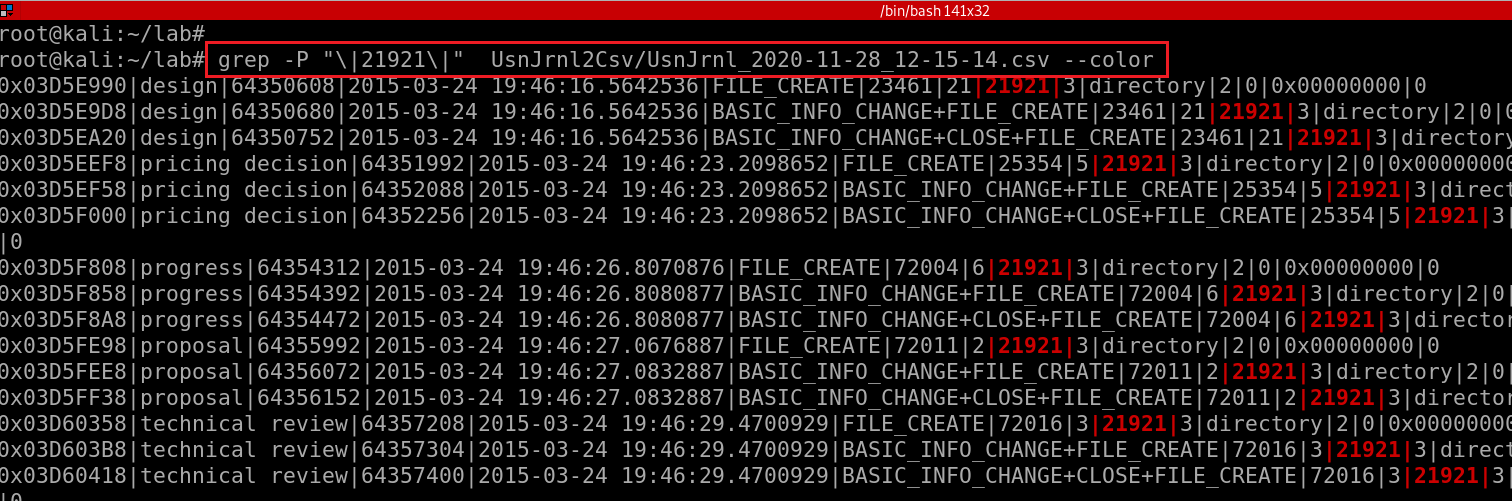 /bin/bash 141x32
root@kali:~/lab#
root@kali:~/lab# grep -P "\|21921\|"  UsnJrnl2Csv/UsnJrnl_2020-11-28_12-15-14.csv --color
0x03D5E990|design|64350608|2015-03-24 19:46:16.5642536|FILE_CREATE|23461|21|21921|3|directory|2|0|0x00000000|0
0x03D5E9D8|design|64350680|2015-03-24 19:46:16.5642536|BASIC_INFO_CHANGE+FILE_CREATE|23461|21|21921|3|directory|2|0|0
0x03D5EA20|design|64350752|2015-03-24 19:46:16.5642536|BASIC_INFO_CHANGE+CLOSE+FILE_CREATE|23461|21|21921|3|directory
0x03D5EEF8|pricing decision|64351992|2015-03-24 19:46:23.2098652|FILE_CREATE|25354|5|21921|3|directory|2|0|0x00000000
0x03D5EF58|pricing decision|64352088|2015-03-24 19:46:23.2098652|BASIC_INFO_CHANGE+FILE_CREATE|25354|5|21921|3|direct
0x03D5F000|pricing decision|64352256|2015-03-24 19:46:23.2098652|BASIC_INFO_CHANGE+CLOSE+FILE_CREATE|25354|5|21921|3|
|0
0x03D5F808|progress|64354312|2015-03-24 19:46:26.8070876|FILE_CREATE|72004|6|21921|3|directory|2|0|0x00000000|0
0x03D5F858|progress|64354392|2015-03-24 19:46:26.8080877|BASIC_INFO_CHANGE+FILE_CREATE|72004|6|21921|3|directory|2|0|
0x03D5F8A8|progress|64354472|2015-03-24 19:46:26.8080877|BASIC_INFO_CHANGE+CLOSE+FILE_CREATE|72004|6|21921|3|director
0x03D5FE98|proposal|64355992|2015-03-24 19:46:27.0676887|FILE_CREATE|72011|2|21921|3|directory|2|0|0x00000000|0
0x03D5FEE8|proposal|64356072|2015-03-24 19:46:27.0832887|BASIC_INFO_CHANGE+FILE_CREATE|72011|2|21921|3|directory|2|0|
0x03D5FF38|proposal|64356152|2015-03-24 19:46:27.0832887|BASIC_INFO_CHANGE+CLOSE+FILE_CREATE|72011|2|21921|3|director
0x03D60358|technical review|64357208|2015-03-24 19:46:29.4700929|FILE_CREATE|72016|3|21921|3|directory|2|0|0x00000000
0x03D603B8|technical review|64357304|2015-03-24 19:46:29.4700929|BASIC_INFO_CHANGE+FILE_CREATE|72016|3|21921|3|direct
0x03D60418|technical review|64357400|2015-03-24 19:46:29.4700929|BASIC_INFO_CHANGE+CLOSE+FILE_CREATE|72016|3|21921|3|
|0